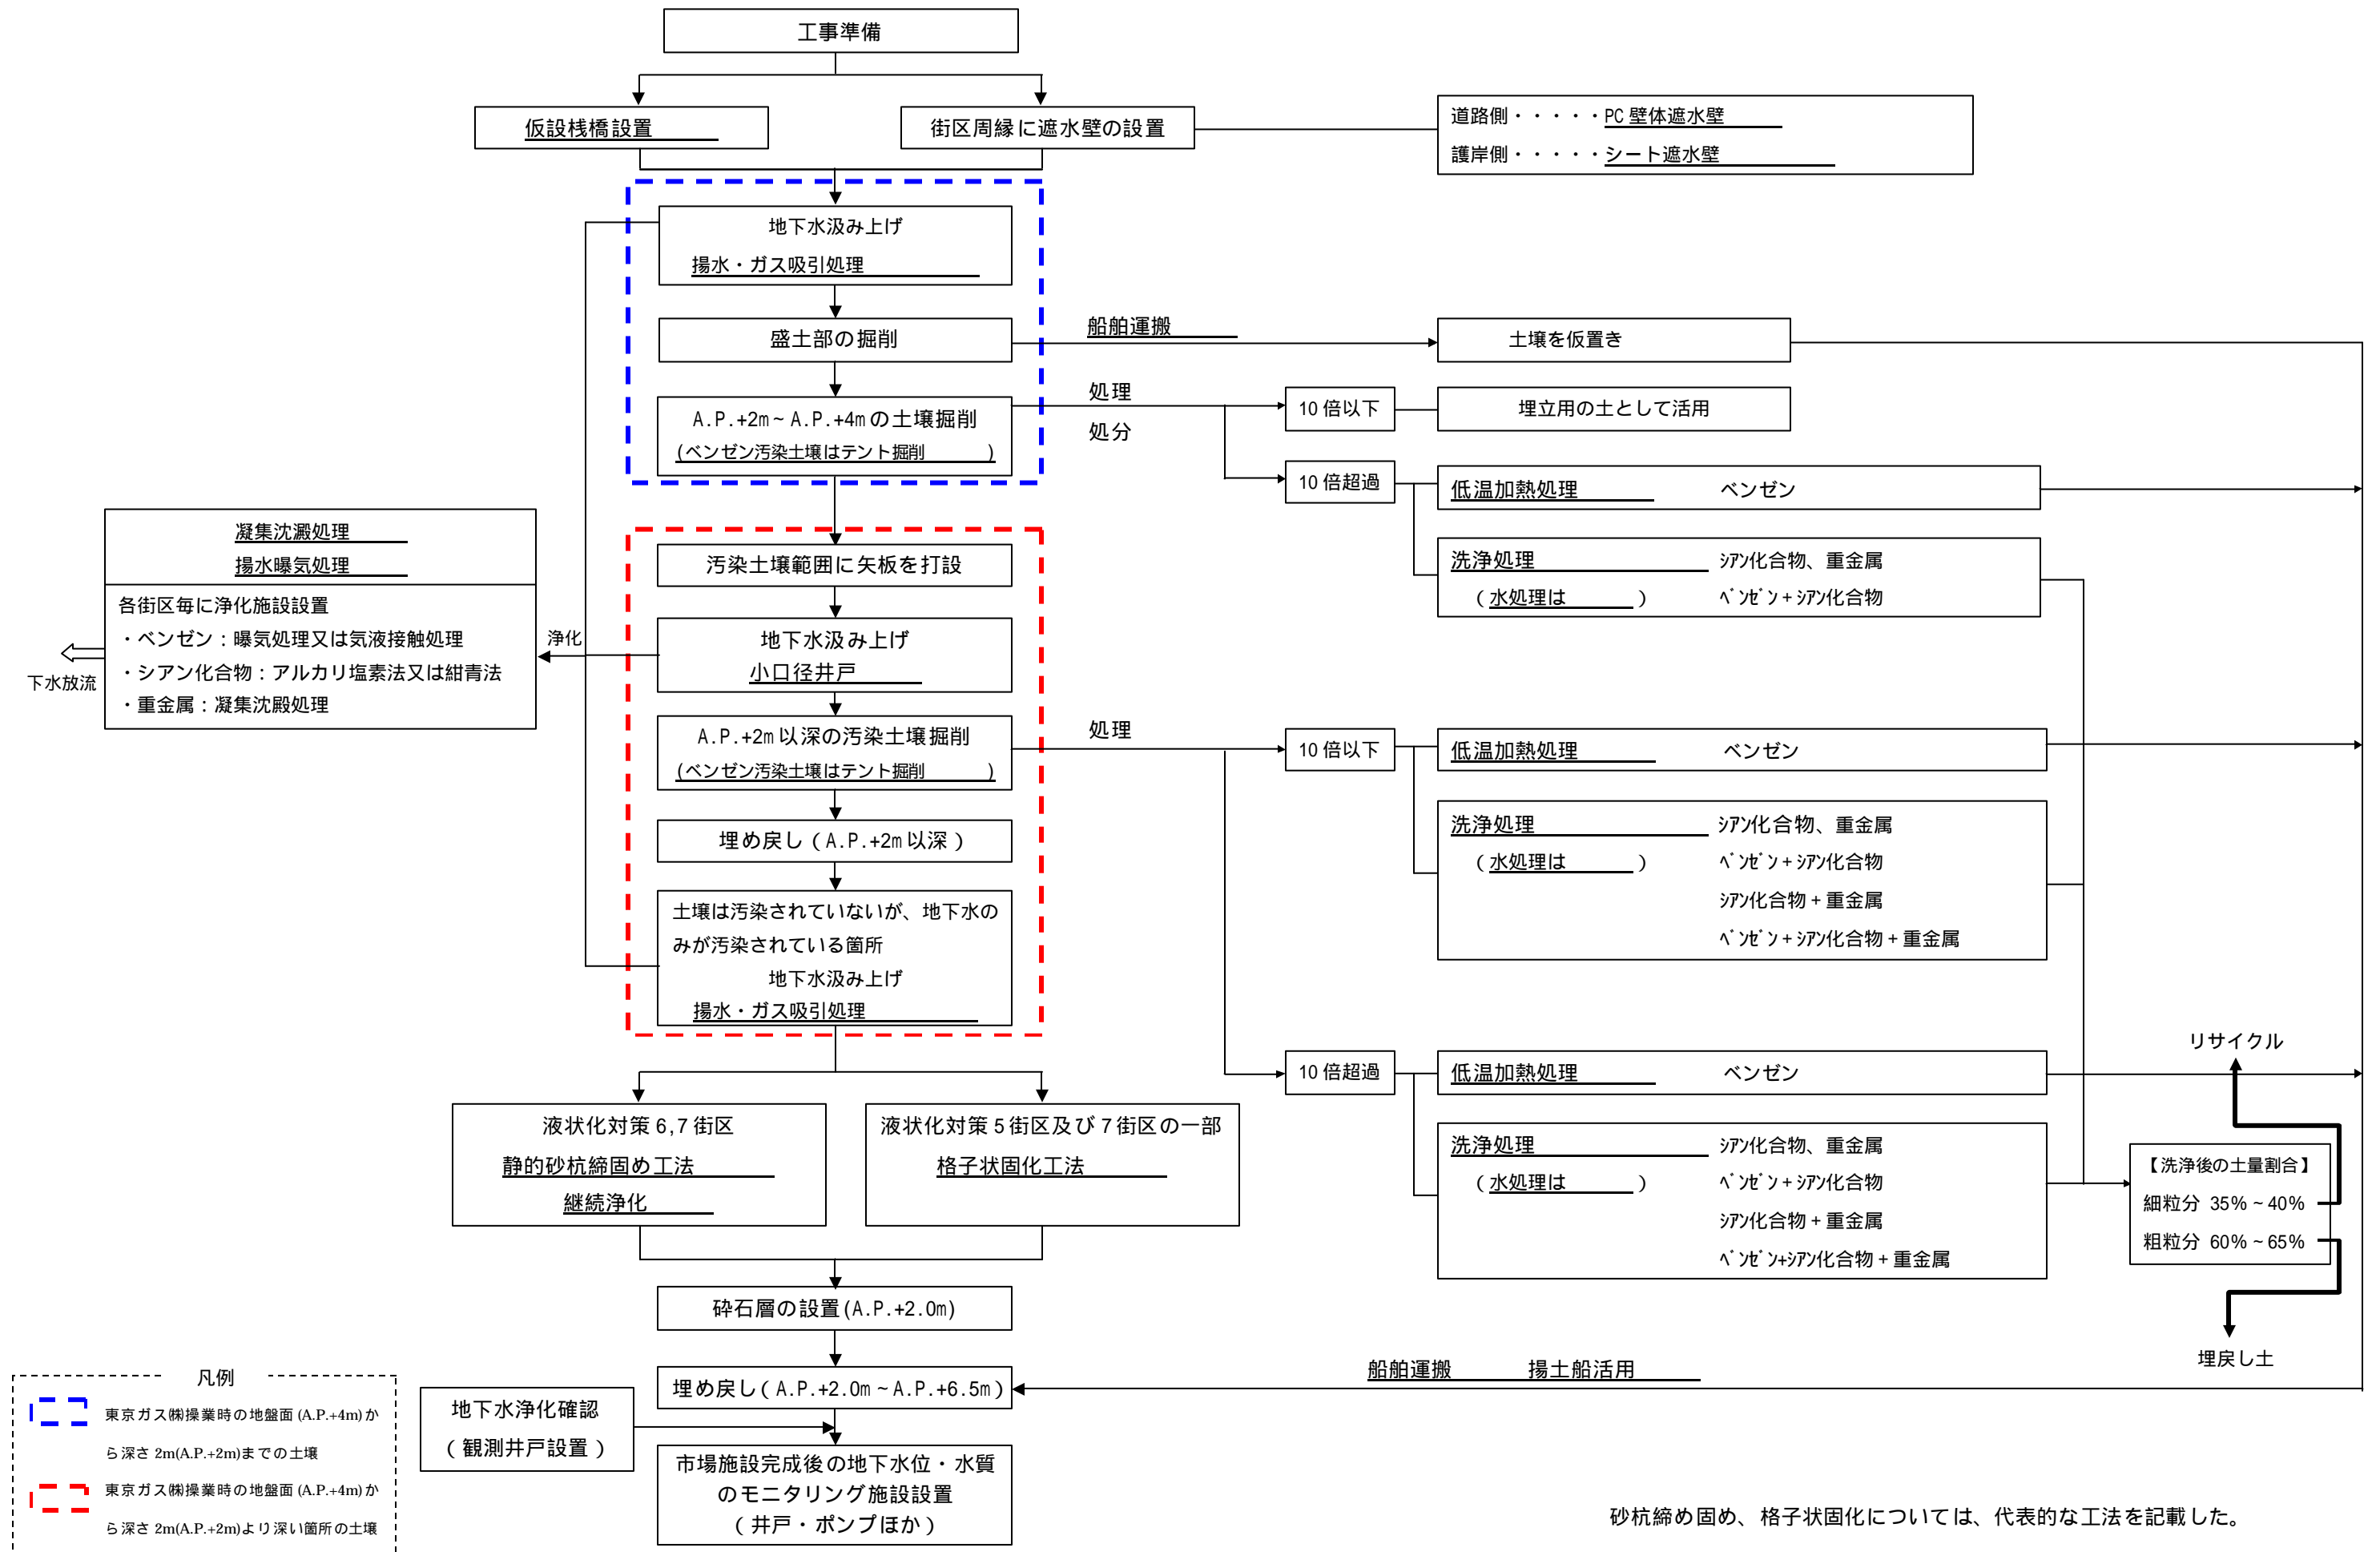 工事準備
仮設桟橋設置
街区周縁に遮水壁の設置
道路側・・・・・PC壁体遮水壁
護岸側・・・・・シート遮水壁
地下水汲み上げ
揚水・ガス吸引処理
盛土部の掘削
船舶運搬
土壌を仮置き
A.P.+2m~A.P.+4mの土壌掘削
(ベンゼン汚染土壌はテント掘削 )
処理
処分
10倍以下
埋立用の土として活用
10倍超過
低温加熱処理 ベンゼン
洗浄処理 ｼｱﾝ化合物、重金属
（水処理は ） ﾍﾞﾝｾﾞﾝ+ｼｱﾝ化合物
凝集沈澱処理
揚水曝気処理
各街区毎に浄化施設設置
・ベンゼン：曝気処理又は気液接触処理
・シアン化合物：アルカリ塩素法又は紺青法
・重金属：凝集沈殿処理
下水放流
浄化
汚染土壌範囲に矢板を打設
地下水汲み上げ
小口径井戸
A.P.+2m以深の汚染土壌掘削
(ベンゼン汚染土壌はテント掘削 )
処理
10倍以下
低温加熱処理 ベンゼン
洗浄処理 ｼｱﾝ化合物、重金属
（水処理は ） ﾍﾞﾝｾﾞﾝ+ｼｱﾝ化合物
ｼｱﾝ化合物+重金属
ﾍﾞﾝｾﾞﾝ+ｼｱﾝ化合物+重金属
埋め戻し（A.P.+2m以深）
土壌は汚染されていないが、地下水の
みが汚染されている箇所
地下水汲み上げ
揚水・ガス吸引処理
10倍超過
低温加熱処理 ベンゼン
洗浄処理 ｼｱﾝ化合物、重金属
（水処理は ） ﾍﾞﾝｾﾞﾝ+ｼｱﾝ化合物
ｼｱﾝ化合物+重金属
ﾍﾞﾝｾﾞﾝ+ｼｱﾝ化合物+重金属
リサイクル
【洗浄後の土量割合】
細粒分 35%~40%
粗粒分 60%~65%
埋戻し土
液状化対策6,7街区
静的砂杭締固め工法
継続浄化
液状化対策5街区及び7街区の一部
格子状固化工法
砕石層の設置(A.P.+2.0m)
埋め戻し(A.P.+2.0m~A.P.+6.5m)
船舶運搬 揚土船活用
地下水浄化確認
（観測井戸設置）
市場施設完成後の地下水位・水質
のモニタリング施設設置
（井戸・ポンプほか）
凡例
東京ガス㈱操業時の地盤面(A.P.+4m)か
ら深さ2m(A.P.+2m)までの土壌
東京ガス㈱操業時の地盤面(A.P.+4m)か
ら深さ2m(A.P.+2m)より深い箇所の土壌
砂杭締め固め、格子状固化については、代表的な工法を記載した。